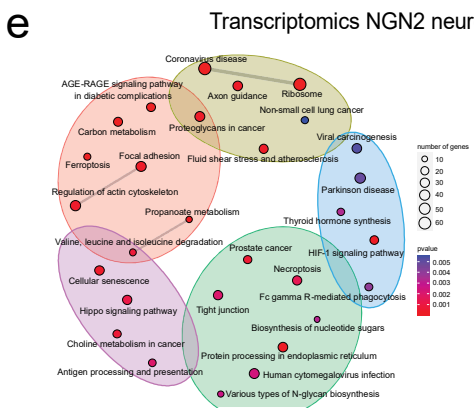 e
Transcriptomics NGN2 neur
Coronavirus disease
AGE-RAGE signaling pathway
in diabetic complications
Axon guidance
Ribosome
Non-small cell lung cancer
Carbon metabolism
Proteoglycans in cancer
Viral carcinogenesis
number of genes
10
20
30
40
50
60
Ferroptosis
Focal adhesion
Fluid shear stress and atherosclerosis
Parkinson disease
Regulation of actin cytoskeleton
Propanoate metabolism
Thyroid hormone synthesis
Valine, leucine and isoleucine degradation
Prostate cancer
HIF-1 signaling pathway
pvalue
0.005
0.004
0.003
0.002
0.001
Cellular senescence
Necroptosis
Fc gamma R-mediated phagocytosis
Hippo signaling pathway
Tight junction
Biosynthesis of nucleotide sugars
Choline metabolism in cancer
Protein processing in endoplasmic reticulum
Antigen processing and presentation
Human cytomegalovirus infection
Various types of N-glycan biosynthesis